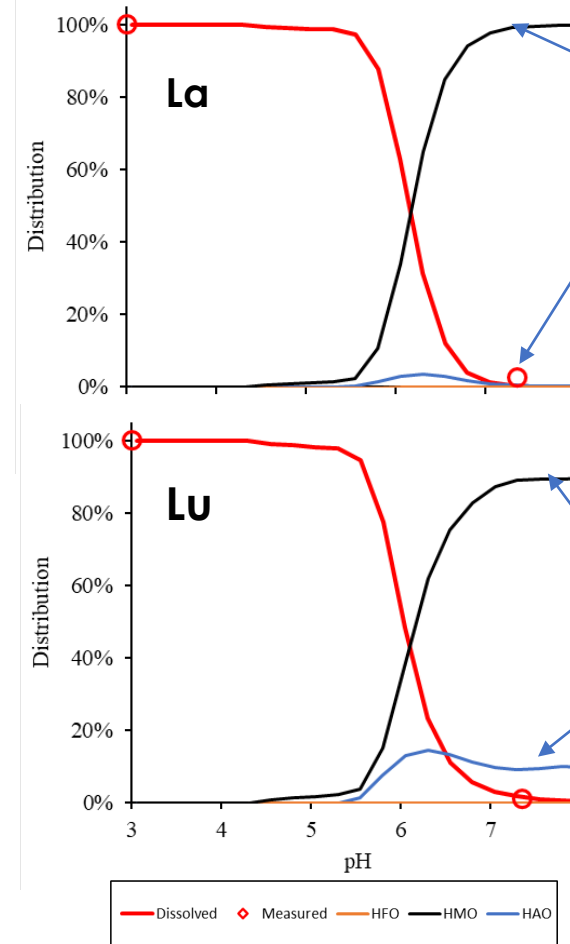 100%
80%
60%
40%
20%
0%
Distribution
La
100%
80%
60%
40%
20%
0%
Distribution
Lu
3 4 5 6 7
pH
Dissolved Measured HFO HMO HAO